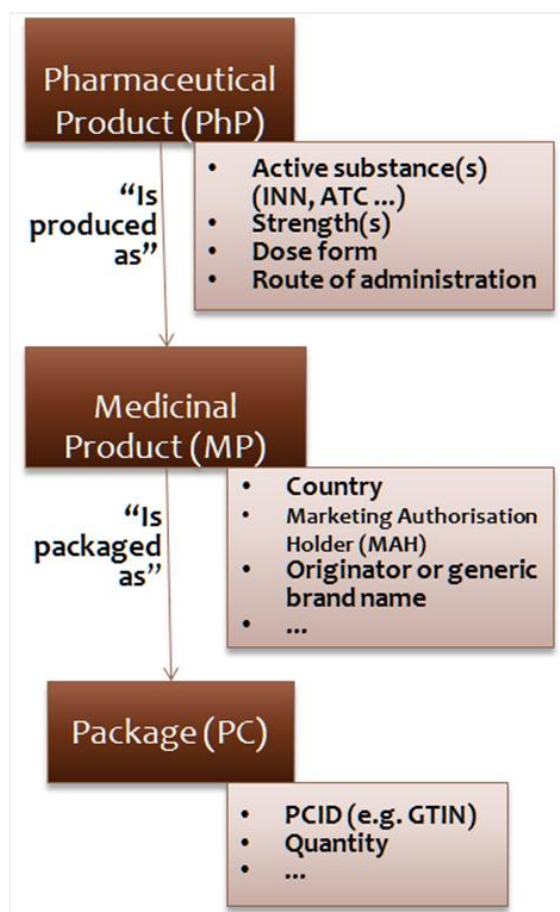 Pharmaceutical
Product (PhP)
• Active substance(s)
(INN, ATC ...)
• Strength(s)
• Dose form
• Route of administration
“Is
produced
as”
Medicinal
Product (MP)
• Country
• Marketing Authorisation
Holder (MAH)
• Originator or generic
brand name
• ...
“Is
packaged
as”
Package (PC)
• PCID (e.g. GTIN)
• Quantity
• ...